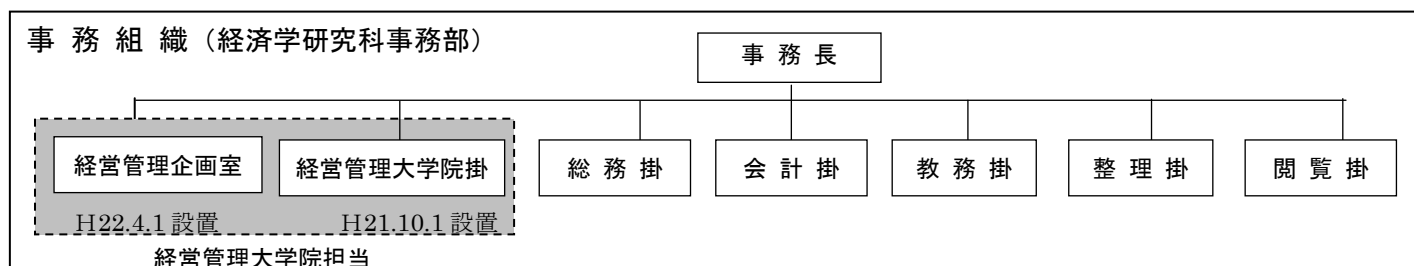 事 務 組 織（経済学研究科事務部）
事 務 長
経営管理企画室
経営管理大学院掛
総 務 掛
会 計 掛
教 務 掛
整 理 掛
閲 覧 掛
H22.4.1 設置
H21.10.1 設置
経営管理大学院担当